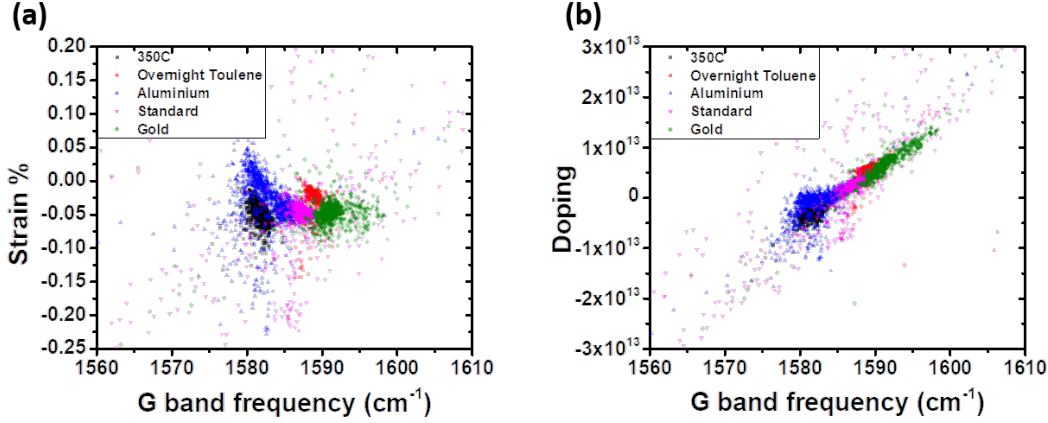 (a)
0.20
0.15
0.10
0.05
0.00
-0.05
-0.10
-0.15
-0.20
-0.25
Strain %
350C
Overnight Toulene
Aluminium
Standard
Gold
1560 1570 1580 1590 1600 1610
G band frequency (cm⁻¹)
(b)
3x10¹³
2x10¹³
1x10¹³
0
-1x10¹³
-2x10¹³
-3x10¹³
Doping
350C
Overnight Toluene
Aluminium
Standard
Gold
1560 1570 1580 1590 1600 1610
G band frequency (cm⁻¹)